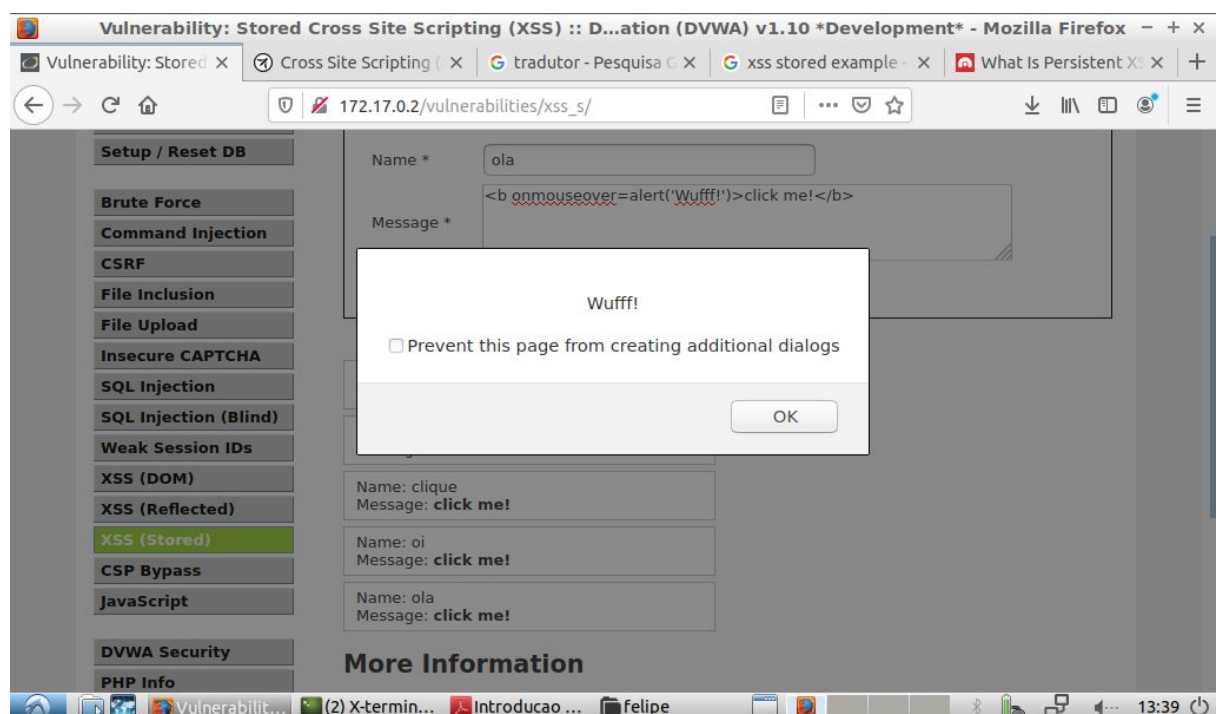 Vulnerability: Stored Cross Site Scripting (XSS) :: D...ation (DVWA) v1.10 *Development* - Mozilla Firefox
Vulnerability: Stored
Cross Site Scripting (
G tradutor - Pesquisa G
G xss stored example -
What Is Persistent XS
172.17.0.2/vulnerabilities/xss_s/
Setup / Reset DB
Brute Force
Command Injection
CSRF
File Inclusion
File Upload
Insecure CAPTCHA
SQL Injection
SQL Injection (Blind)
Weak Session IDs
XSS (DOM)
XSS (Reflected)
XSS (Stored)
CSP Bypass
JavaScript
DVWA Security
PHP Info
Name *
ola
Message *
<b onmouseover=alert('Wufff!')>click me!</b>
Wufff!
Prevent this page from creating additional dialogs
OK
Name: clique
Message: click me!
Name: oi
Message: click me!
Name: ola
Message: click me!
More Information
Vulnerabilit...
(2) X-termin...
Introducao ...
felipe
13:39